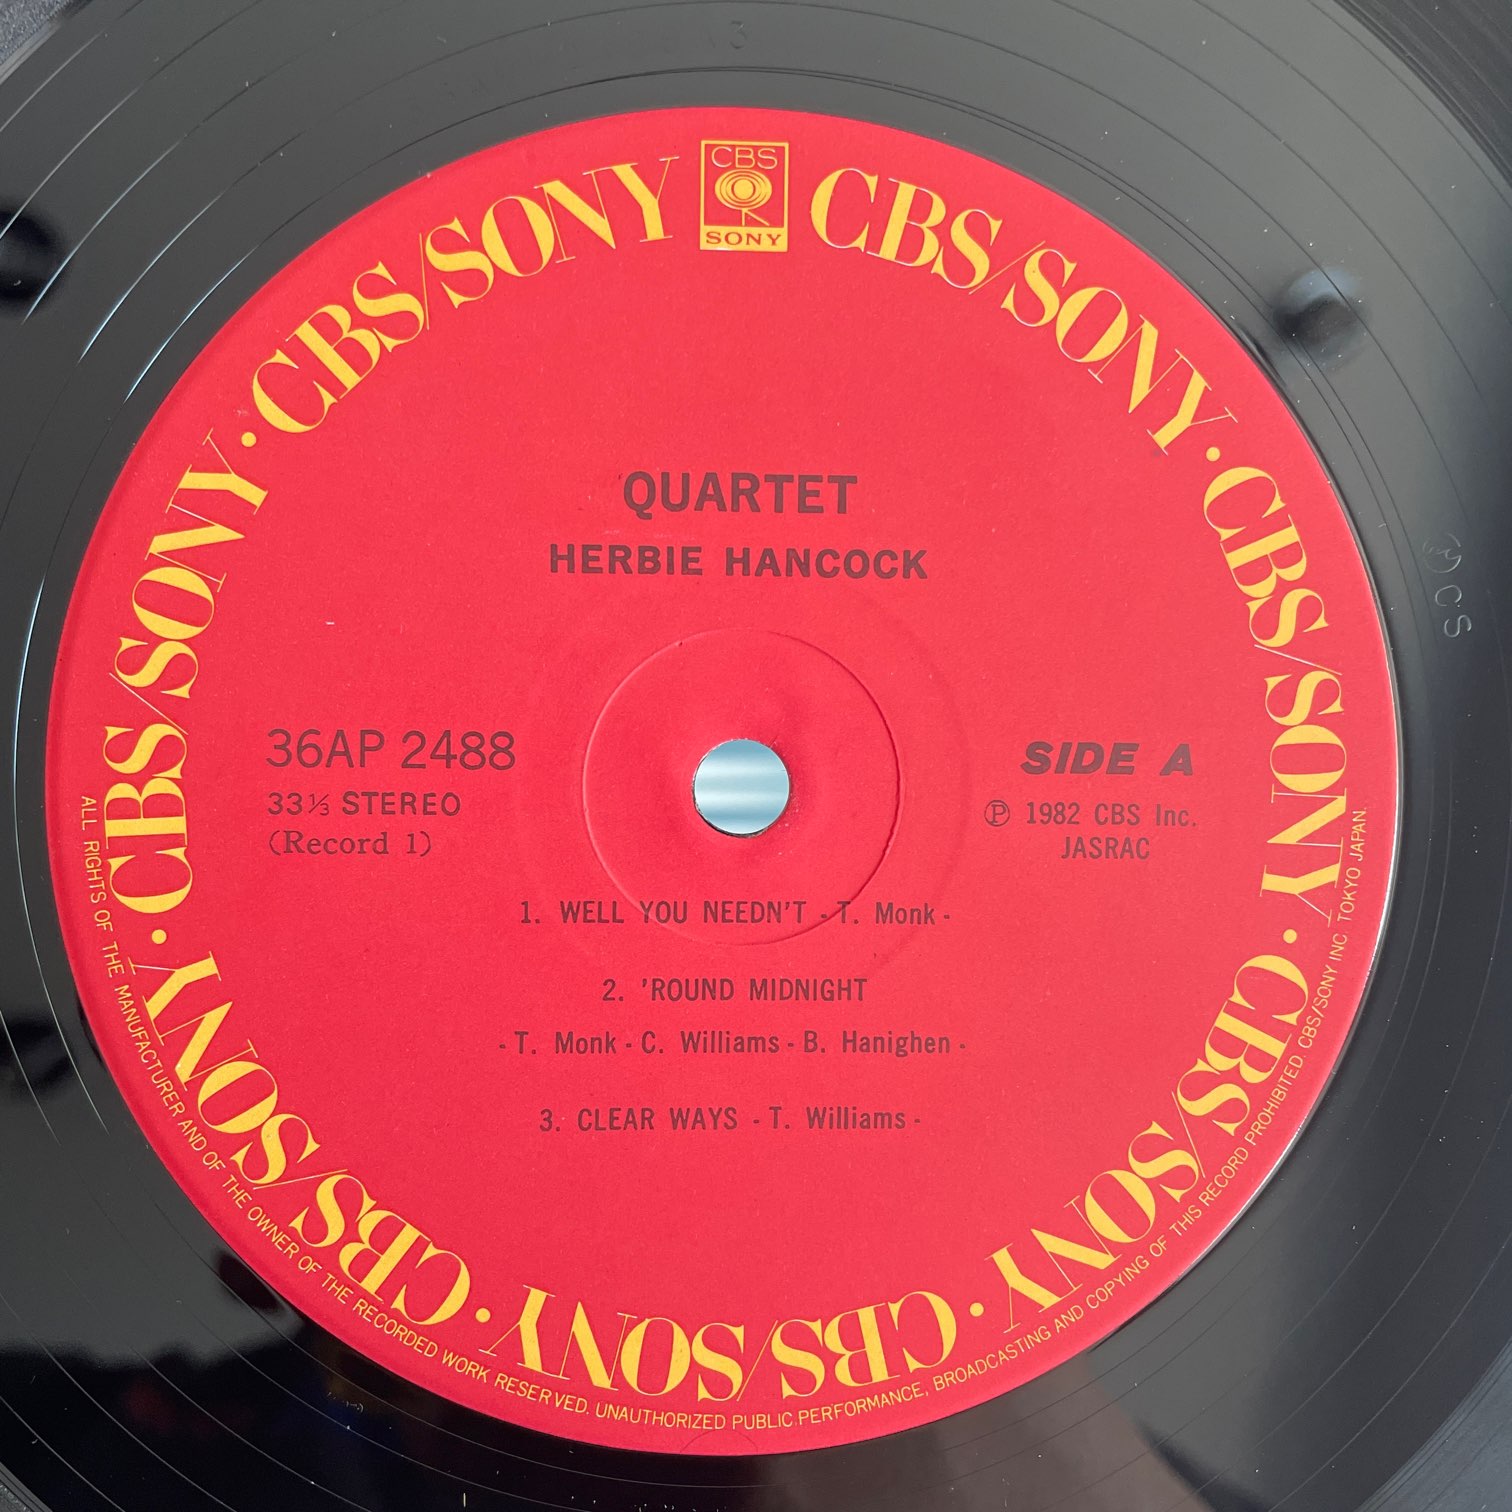 CBS
SONY
CBS/SONY · CBS/SONY · CBS/SONY · CBS/SONY · CBS/SONY · CBS/SONY · CBS/SONY · CBS/SONY
QUARTET
HERBIE HANCOCK
36AP 2488
33⅓ STEREO
(Record 1)
SIDE A
Ⓟ 1982 CBS Inc.
JASRAC
1. WELL YOU NEEDN'T - T. Monk -
2. 'ROUND MIDNIGHT
- T. Monk - C. Williams - B. Hanighen -
3. CLEAR WAYS - T. Williams -
ALL RIGHTS OF THE MANUFACTURER AND OF THE OWNER OF THE RECORDED WORK RESERVED. UNAUTHORIZED PUBLIC PERFORMANCE, BROADCASTING AND COPYING OF THIS RECORD PROHIBITED. CBS/SONY INC. TOKYO JAPAN.
Ⓟ CS